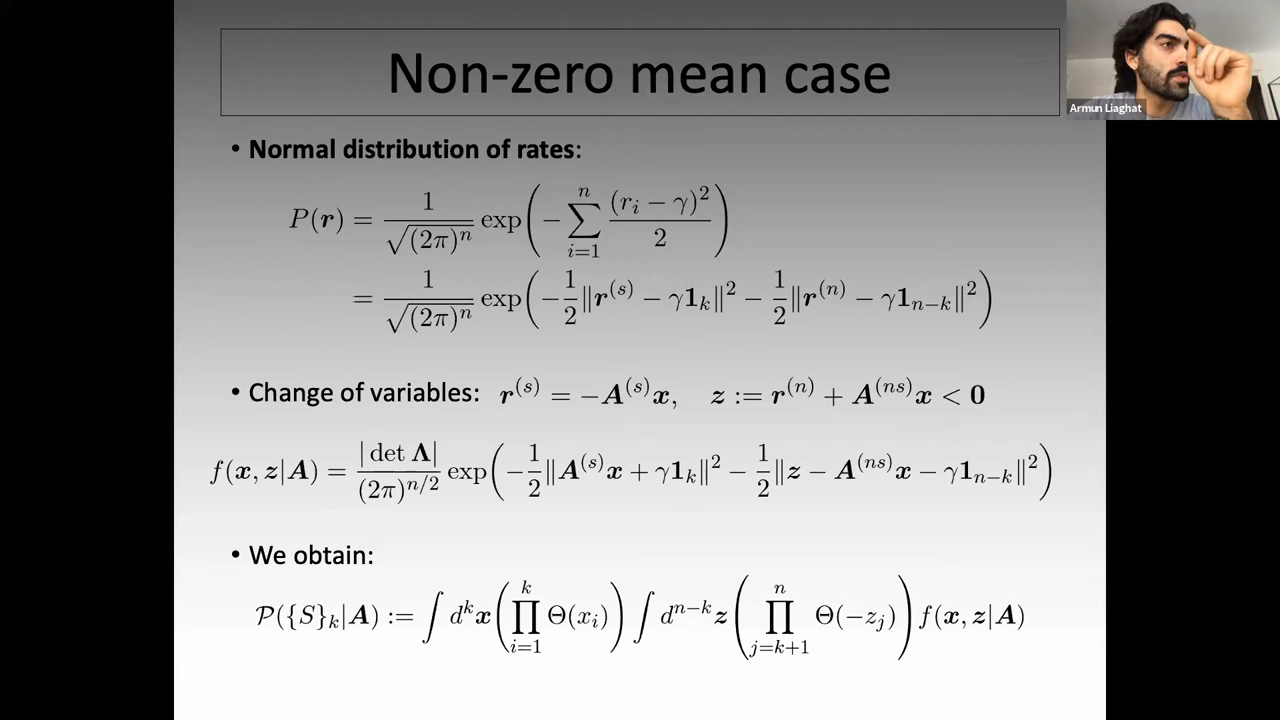 Non-zero mean case
Armun Liaghat
• Normal distribution of rates:
P(r) = 1/√(2π)^n exp(−∑_{i=1}^{n} (r_i − γ)²/2)
= 1/√(2π)^n exp(−1/2‖r^(s) − γ1_k‖² − 1/2‖r^(n) − γ1_{n−k}‖²)
• Change of variables: r^(s) = −A^(s)x, z := r^(n) + A^(ns)x < 0
f(x, z|A) = |det Λ|/(2π)^{n/2} exp(−1/2‖A^(s)x + γ1_k‖² − 1/2‖z − A^(ns)x − γ1_{n−k}‖²)
• We obtain:
𝒫({S}_k|A) := ∫ d^k x (∏_{i=1}^{k} Θ(x_i)) ∫ d^{n−k} z (∏_{j=k+1}^{n} Θ(−z_j)) f(x, z|A)